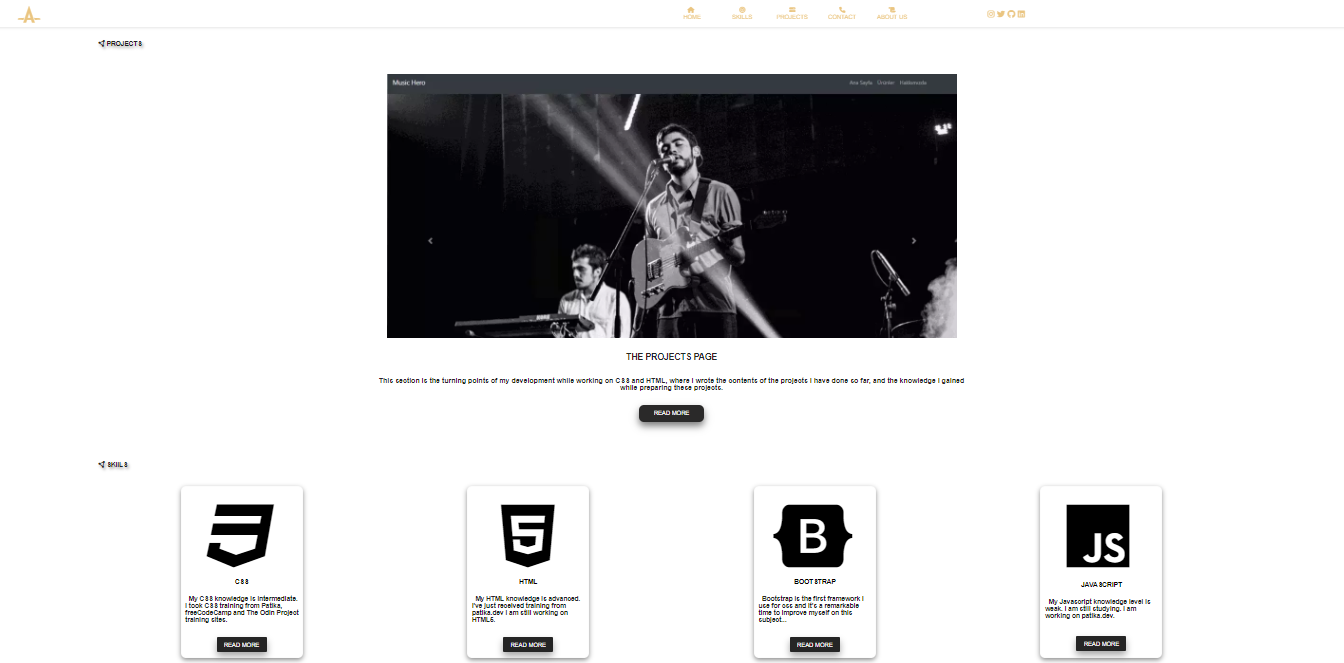 A
HOME SKILLS PROJECTS CONTACT ABOUT US
PROJECTS
Music Hero
Ana Sayfa Ürünler Hakkımızda
THE PROJECTS PAGE
This section is the turning points of my development while working on CSS and HTML, where I wrote the contents of the projects I have done so far, and the knowledge I gained
while preparing these projects.
READ MORE
SKIILS
CSS
My CSS knowledge is intermediate.
I took CSS training from Patika,
freeCodeCamp and The Odin Project
training sites.
READ MORE
HTML
My HTML knowledge is advanced.
I've just received training from
patika.dev I am still working on
HTML5.
READ MORE
B
BOOTSTRAP
Bootstrap is the first framework I
use for css and it's a remarkable
time to improve myself on this
subject...
READ MORE
JS
JAVASCRIPT
My Javascript knowledge level is
weak. I am still studying. I am
working on patika.dev.
READ MORE